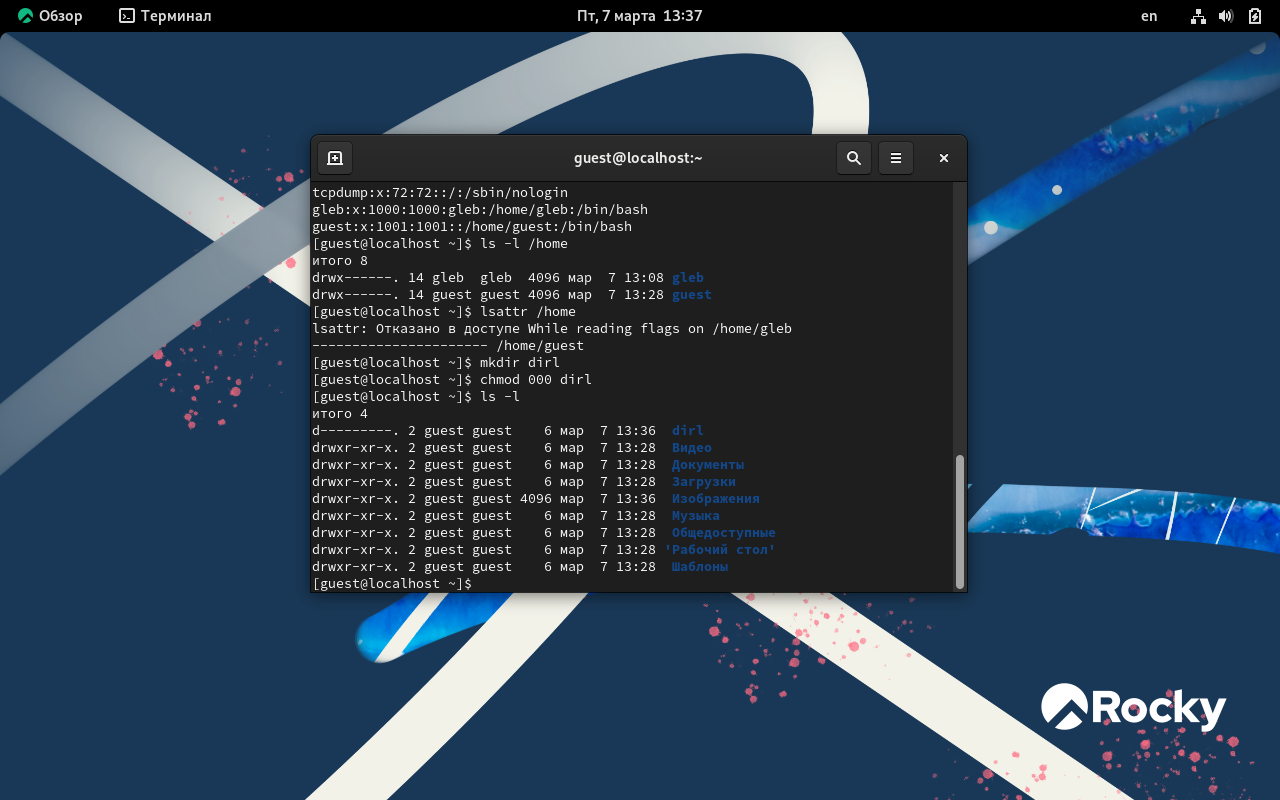 Обзор Терминал Пт, 7 марта 13:37 en
guest@localhost:~
tcpdump:x:72:72::/:/sbin/nologin
gleb:x:1000:1000:gleb:/home/gleb:/bin/bash
guest:x:1001:1001::/home/guest:/bin/bash
[guest@localhost ~]$ ls -l /home
итого 8
drwx------. 14 gleb  gleb  4096 мар  7 13:08 gleb
drwx------. 14 guest guest 4096 мар  7 13:28 guest
[guest@localhost ~]$ lsattr /home
lsattr: Отказано в доступе While reading flags on /home/gleb
---------------------- /home/guest
[guest@localhost ~]$ mkdir dirl
[guest@localhost ~]$ chmod 000 dirl
[guest@localhost ~]$ ls -l
итого 4
d---------. 2 guest guest    6 мар  7 13:36  dirl
drwxr-xr-x. 2 guest guest    6 мар  7 13:28  Видео
drwxr-xr-x. 2 guest guest    6 мар  7 13:28  Документы
drwxr-xr-x. 2 guest guest    6 мар  7 13:28  Загрузки
drwxr-xr-x. 2 guest guest 4096 мар  7 13:36  Изображения
drwxr-xr-x. 2 guest guest    6 мар  7 13:28  Музыка
drwxr-xr-x. 2 guest guest    6 мар  7 13:28  Общедоступные
drwxr-xr-x. 2 guest guest    6 мар  7 13:28 'Рабочий стол'
drwxr-xr-x. 2 guest guest    6 мар  7 13:28  Шаблоны
[guest@localhost ~]$
Rocky